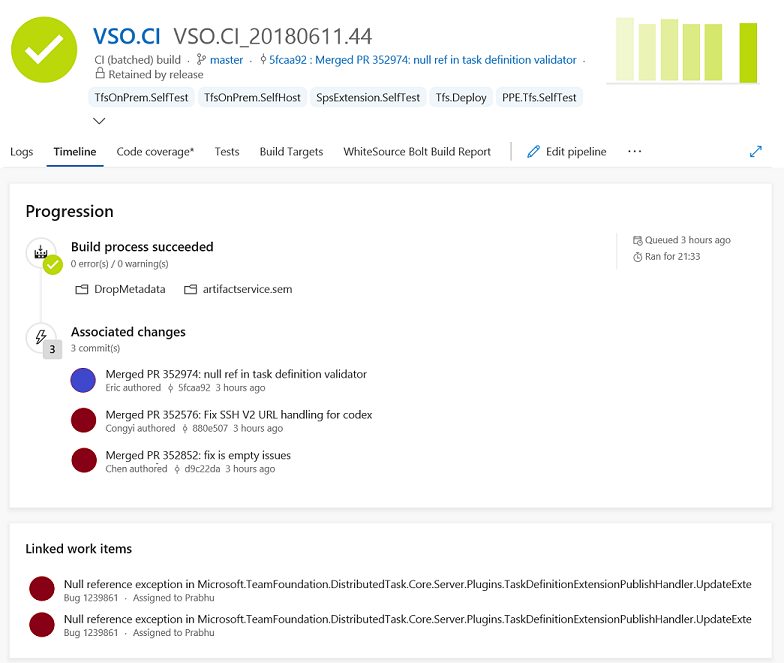 VSO.CI VSO.CI_20180611.44
CI (batched) build · master · 5fcaa92 : Merged PR 352974: null ref in task definition validator ·
Retained by release
TfsOnPrem.SelfTest TfsOnPrem.SelfHost SpsExtension.SelfTest Tfs.Deploy PPE.Tfs.SelfTest
Logs Timeline Code coverage* Tests Build Targets WhiteSource Bolt Build Report Edit pipeline ···
Progression
Build process succeeded
0 error(s) / 0 warning(s)
Queued 3 hours ago
Ran for 21:33
DropMetadata artifactservice.sem
Associated changes
3
3 commit(s)
Merged PR 352974: null ref in task definition validator
Eric authored 5fcaa92 3 hours ago
Merged PR 352576: Fix SSH V2 URL handling for codex
Congyi authored 880e507 3 hours ago
Merged PR 352852: fix is empty issues
Chen authored d9c22da 3 hours ago
Linked work items
Null reference exception in Microsoft.TeamFoundation.DistributedTask.Core.Server.Plugins.TaskDefinitionExtensionPublishHandler.UpdateExte
Bug 1239861 · Assigned to Prabhu
Null reference exception in Microsoft.TeamFoundation.DistributedTask.Core.Server.Plugins.TaskDefinitionExtensionPublishHandler.UpdateExte
Bug 1239861 · Assigned to Prabhu